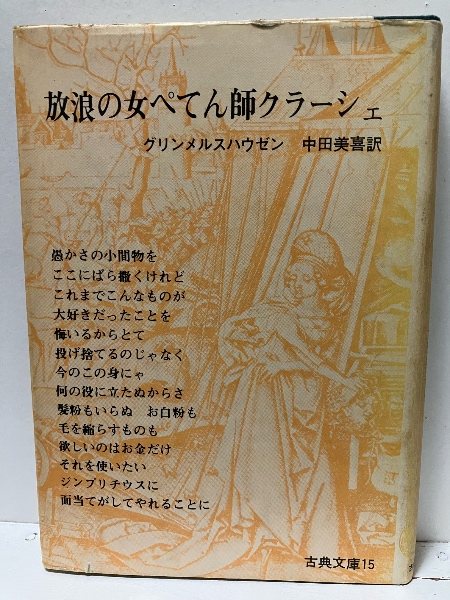 放浪の女ぺてん師クラーシェ
グリンメルスハウゼン 中田美喜訳
愚かさの小間物を
ここにばら撒くけれど
これまでこんなものが
大好きだったことを
悔いるからとて
投げ捨てるのじゃなく
今のこの身にゃ
何の役に立たぬからさ
髪粉もいらぬ お白粉も
毛を縮らすものも
欲しいのはお金だけ
それを使いたい
ジンプリチウスに
面当てがしてやれることに
古典文庫15